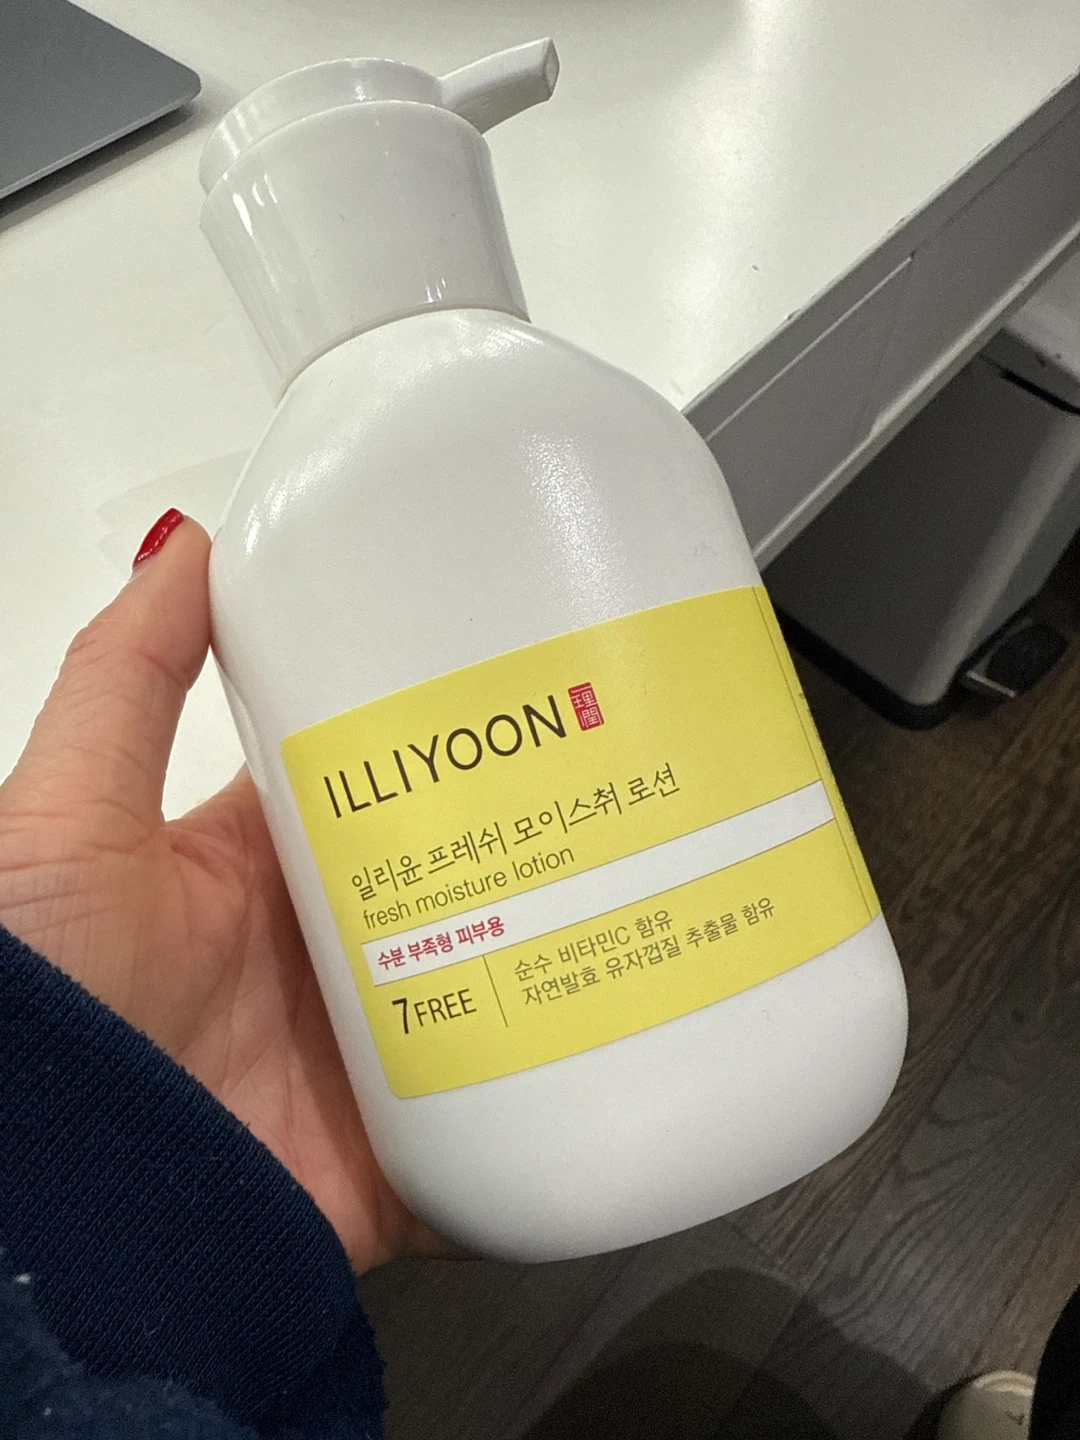 ILLIYOON 理潤
일리윤 프레쉬 모이스춰 로션
fresh moisture lotion
수분 부족형 피부용
7FREE
순수 비타민C 함유
자연발효 유자껍질 추출물 함유